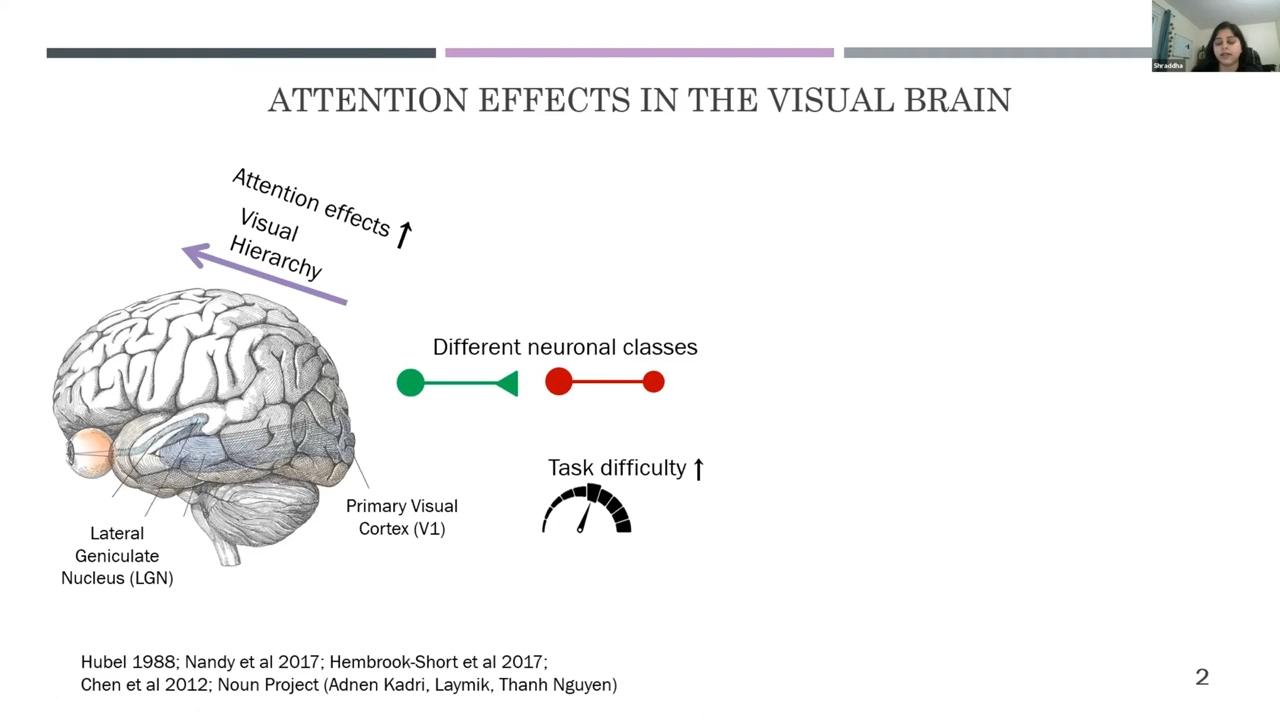 Shraddha
ATTENTION EFFECTS IN THE VISUAL BRAIN
Attention effects
Visual
Hierarchy
Different neuronal classes
Task difficulty
Primary Visual
Cortex (V1)
Lateral
Geniculate
Nucleus (LGN)
Hubel 1988; Nandy et al 2017; Hembrook-Short et al 2017;
Chen et al 2012; Noun Project (Adnen Kadri, Laymik, Thanh Nguyen)
2